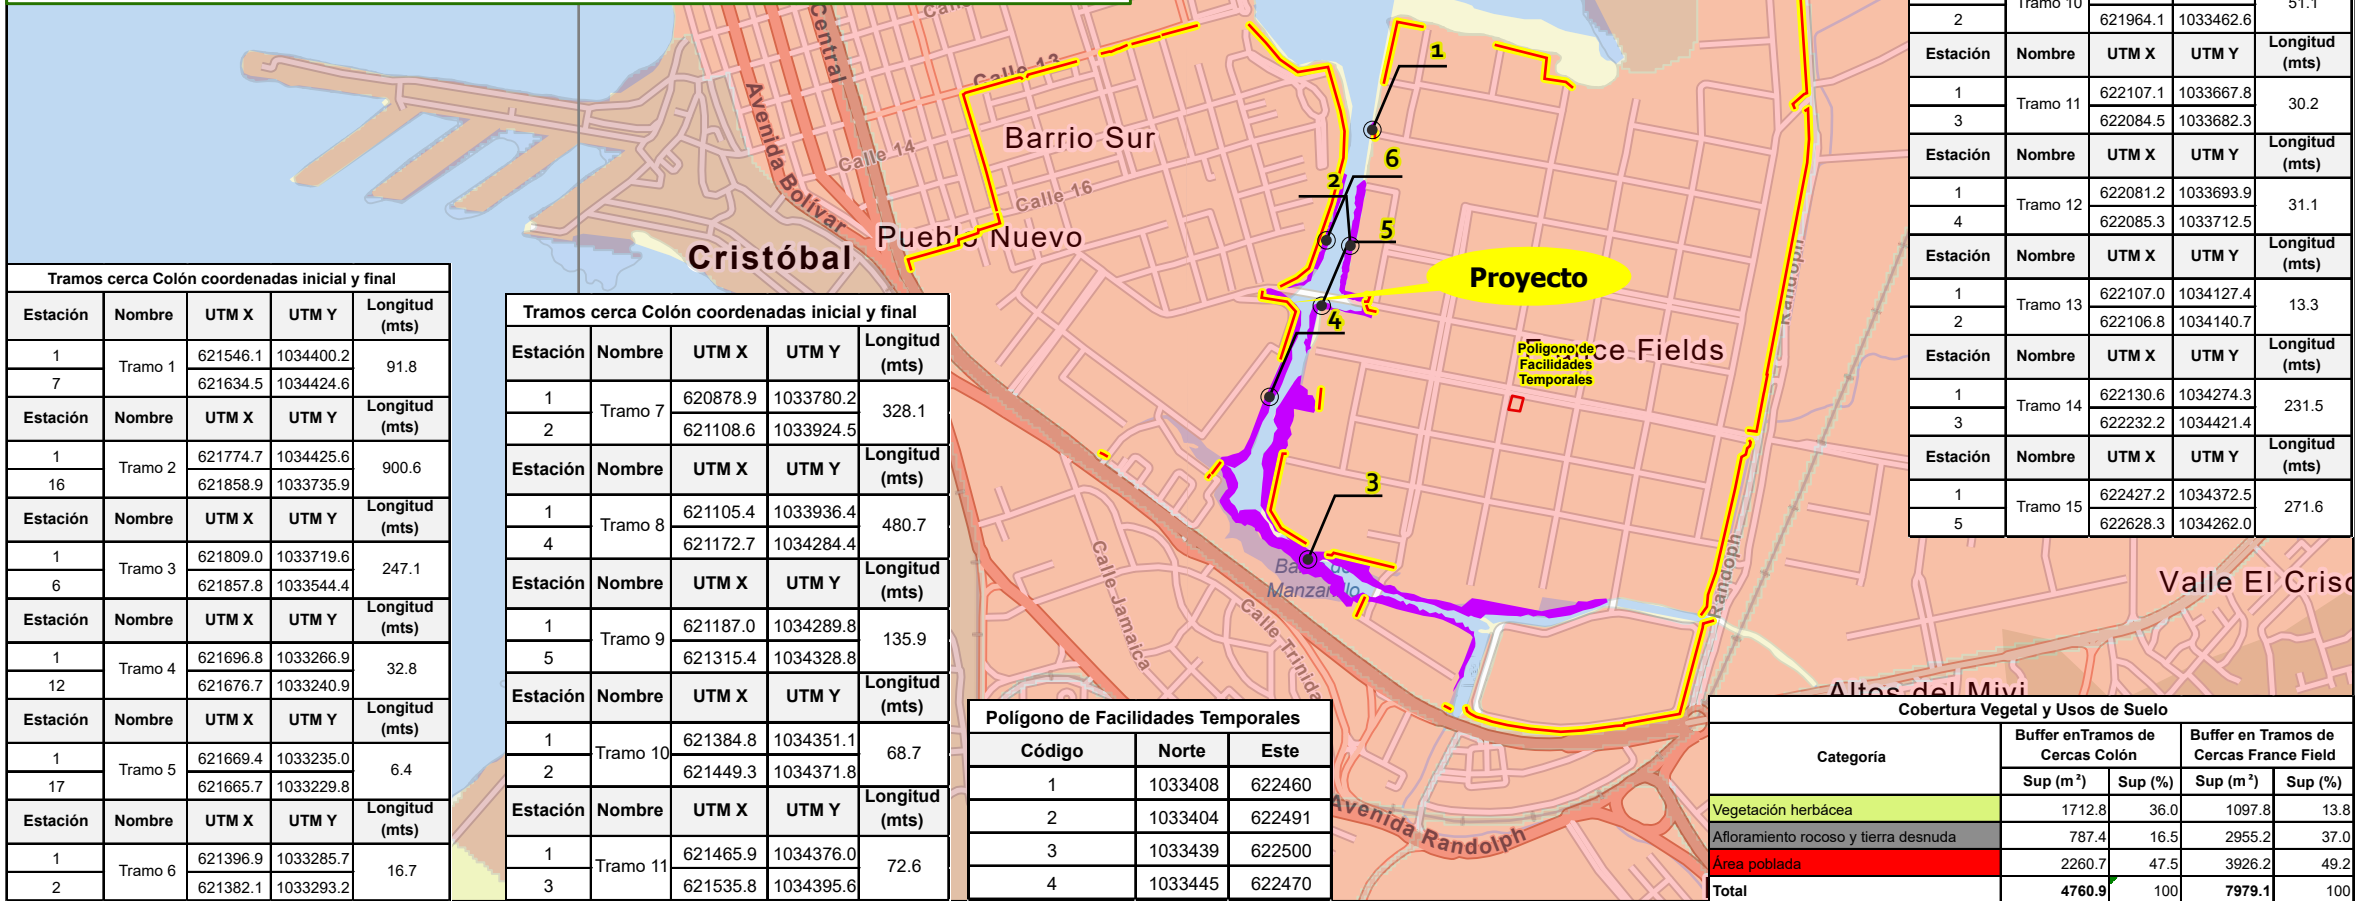 Tramos cerca Colón coordenadas inicial y final
Estación Nombre UTM X UTM Y Longitud (mts)
1 Tramo 1 621546.1 1034400.2 91.8
7 621634.5 1034424.6
Estación Nombre UTM X UTM Y Longitud (mts)
1 Tramo 2 621774.7 1034425.6 900.6
16 621858.9 1033735.9
Estación Nombre UTM X UTM Y Longitud (mts)
1 Tramo 3 621809.0 1033719.6 247.1
6 621857.8 1033544.4
Estación Nombre UTM X UTM Y Longitud (mts)
1 Tramo 4 621696.8 1033266.9 32.8
12 621676.7 1033240.9
Estación Nombre UTM X UTM Y Longitud (mts)
1 Tramo 5 621669.4 1033235.0 6.4
17 621665.7 1033229.8
Estación Nombre UTM X UTM Y Longitud (mts)
1 Tramo 6 621396.9 1033285.7 16.7
2 621382.1 1033293.2
Tramos cerca Colón coordenadas inicial y final
Estación Nombre UTM X UTM Y Longitud (mts)
1 Tramo 7 620878.9 1033780.2 328.1
2 621108.6 1033924.5
Estación Nombre UTM X UTM Y Longitud (mts)
1 Tramo 8 621105.4 1033936.4 480.7
4 621172.7 1034284.4
Estación Nombre UTM X UTM Y Longitud (mts)
1 Tramo 9 621187.0 1034289.8 135.9
5 621315.4 1034328.8
Estación Nombre UTM X UTM Y Longitud (mts)
1 Tramo 10 621384.8 1034351.1 68.7
2 621449.3 1034371.8
Estación Nombre UTM X UTM Y Longitud (mts)
1 Tramo 11 621465.9 1034376.0 72.6
3 621535.8 1034395.6
Central
Calle 13
Avenida Bolívar
Barrio Sur
Calle 14
Calle 16
Pueblo Nuevo
Cristóbal
1
6
2
5
Proyecto
4
Poligono de
Facilidades
Temporales
France Fields
3
Manzanillo
Calle Jamaica
Calle Trinida
Randolph
Randolph
Avenida Randolph
Valle El Crisc
Altos del Mivi
Polígono de Facilidades Temporales
Código Norte Este
1 1033408 622460
2 1033404 622491
3 1033439 622500
4 1033445 622470
Tramo 10 51.1
2 621964.1 1033462.6
Estación Nombre UTM X UTM Y Longitud (mts)
1 Tramo 11 622107.1 1033667.8 30.2
3 622084.5 1033682.3
Estación Nombre UTM X UTM Y Longitud (mts)
1 Tramo 12 622081.2 1033693.9 31.1
4 622085.3 1033712.5
Estación Nombre UTM X UTM Y Longitud (mts)
1 Tramo 13 622107.0 1034127.4 13.3
2 622106.8 1034140.7
Estación Nombre UTM X UTM Y Longitud (mts)
1 Tramo 14 622130.6 1034274.3 231.5
3 622232.2 1034421.4
Estación Nombre UTM X UTM Y Longitud (mts)
1 Tramo 15 622427.2 1034372.5 271.6
5 622628.3 1034262.0
Cobertura Vegetal y Usos de Suelo
Categoría Buffer enTramos de Cercas Colón Buffer en Tramos de Cercas France Field
Sup (m²) Sup (%) Sup (m²) Sup (%)
Vegetación herbácea 1712.8 36.0 1097.8 13.8
Afloramiento rocoso y tierra desnuda 787.4 16.5 2955.2 37.0
Área poblada 2260.7 47.5 3926.2 49.2
Total 4760.9 100 7979.1 100